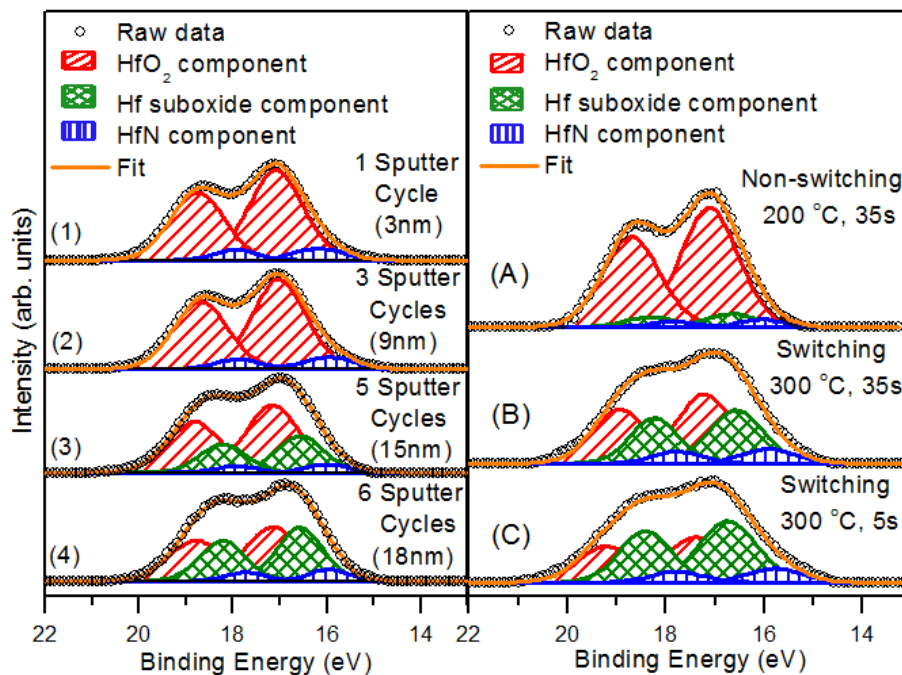 Raw data
HfO₂ component
Hf suboxide component
HfN component
Fit
1 Sputter
Cycle
(3nm)
(1)
3 Sputter
Cycles
(9nm)
(2)
5 Sputter
Cycles
(15nm)
(3)
6 Sputter
Cycles
(18nm)
(4)
Intensity (arb. units)
22 20 18 16 14
Binding Energy (eV)
Raw data
HfO₂ component
Hf suboxide component
HfN component
Fit
Non-switching
200 °C, 35s
(A)
Switching
300 °C, 35s
(B)
Switching
300 °C, 5s
(C)
22 20 18 16 14
Binding Energy (eV)